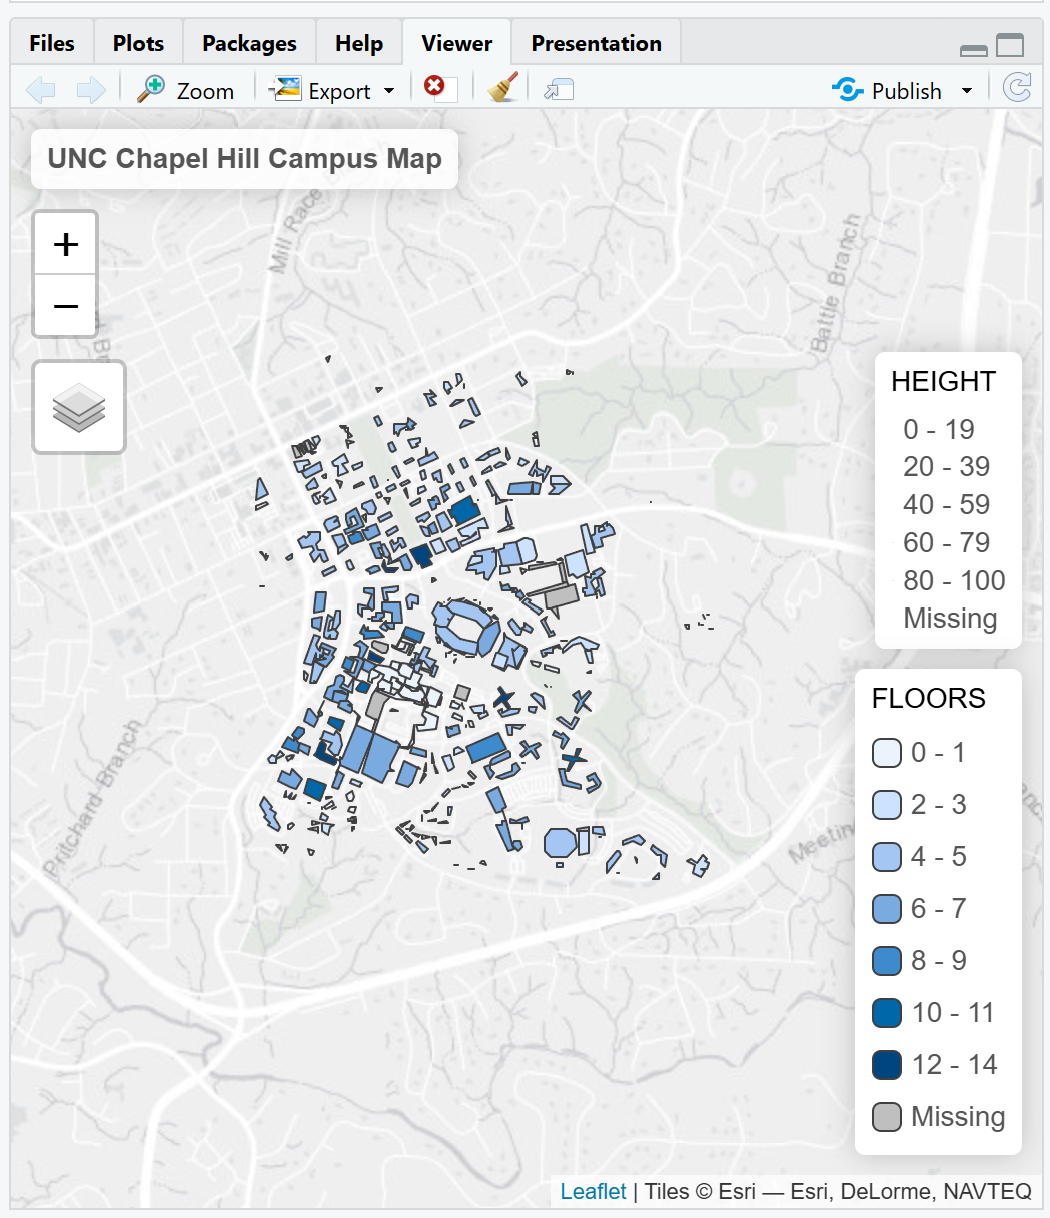 Files Plots Packages Help Viewer Presentation
Zoom Export Publish
UNC Chapel Hill Campus Map
+
−
Mill Race
Battle Branch
HEIGHT
0 - 19
20 - 39
40 - 59
60 - 79
80 - 100
Missing
FLOORS
0 - 1
2 - 3
4 - 5
6 - 7
8 - 9
10 - 11
12 - 14
Missing
Pritchard Branch
Leaflet | Tiles © Esri — Esri, DeLorme, NAVTEQ